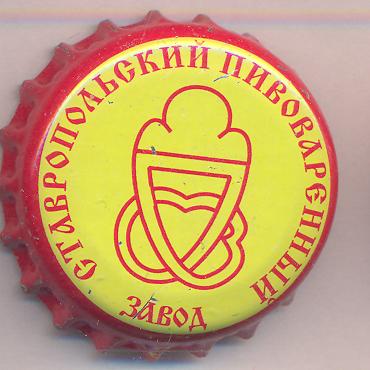 СТАВРОПОЛЬСКИЙ ПИВОВАРЕННЫЙ
ЗАВОД